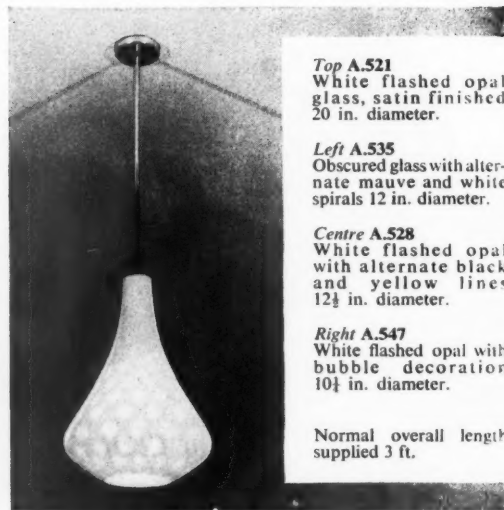 Top A.521
White flashed opal
glass, satin finished
20 in. diameter.
Left A.535
Obscured glass with alter-
nate mauve and white
spirals 12 in. diameter.
Centre A.528
White flashed opal
with alternate black
and yellow lines
12½ in. diameter.
Right A.547
White flashed opal with
bubble decoration
10¼ in. diameter.
Normal overall length
supplied 3 ft.